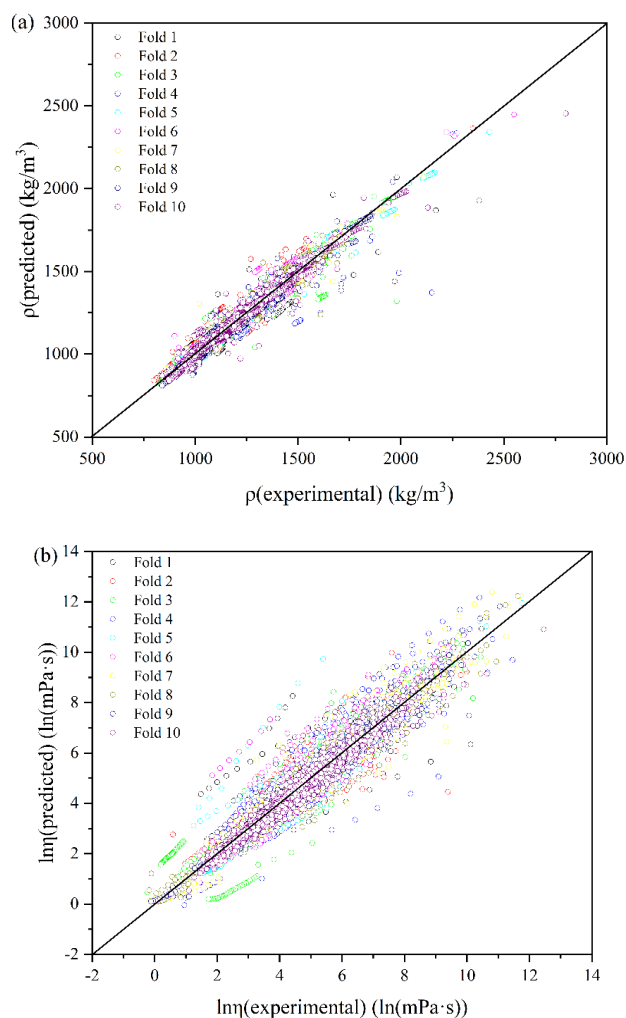 (a)
3000
2500
2000
1500
1000
500
ρ(predicted) (kg/m³)
Fold 1
Fold 2
Fold 3
Fold 4
Fold 5
Fold 6
Fold 7
Fold 8
Fold 9
Fold 10
500 1000 1500 2000 2500 3000
ρ(experimental) (kg/m³)
(b)
14
12
10
8
6
4
2
0
-2
lnη(predicted) (ln(mPa·s))
Fold 1
Fold 2
Fold 3
Fold 4
Fold 5
Fold 6
Fold 7
Fold 8
Fold 9
Fold 10
-2 0 2 4 6 8 10 12 14
lnη(experimental) (ln(mPa·s))